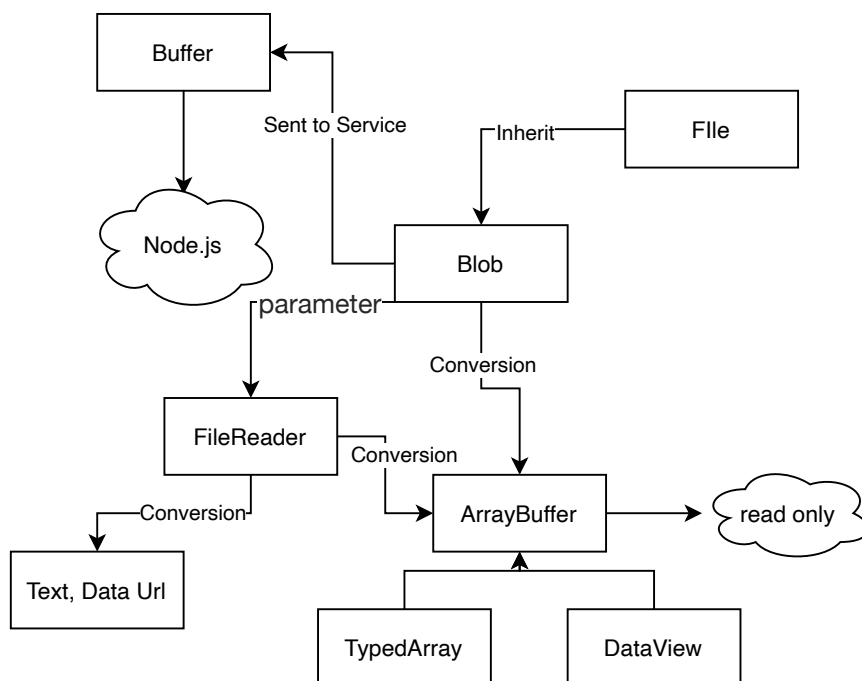 Buffer
Sent to Service
Inherit
FIle
Node.js
Blob
parameter
Conversion
FileReader
Conversion
Conversion
ArrayBuffer
read only
Text, Data Url
TypedArray
DataView